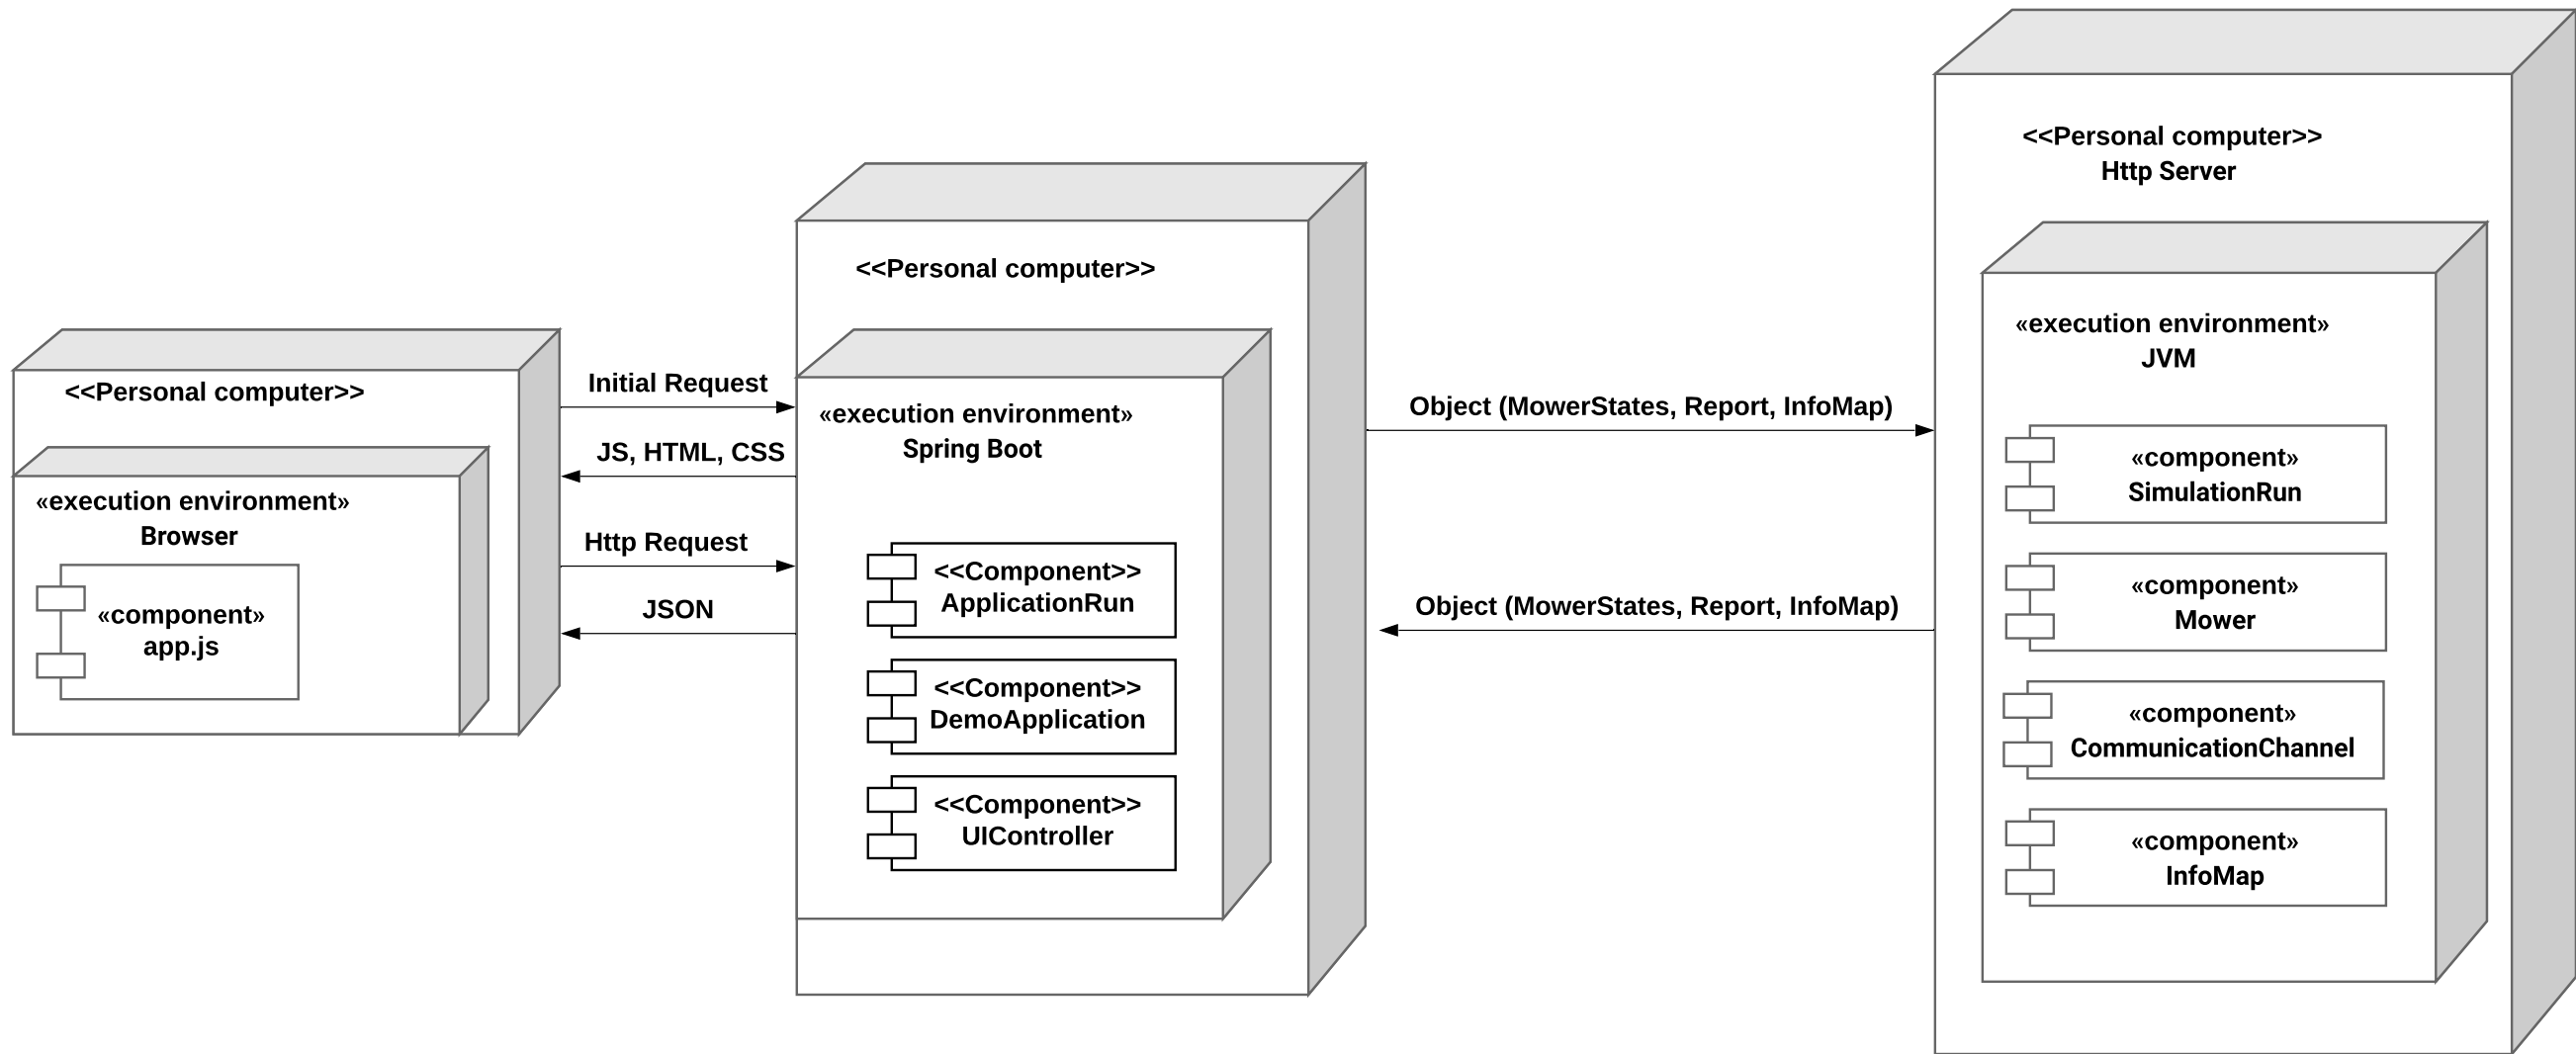 <<Personal computer>>
«execution environment»
Browser
«component»
app.js
Initial Request
JS, HTML, CSS
Http Request
JSON
<<Personal computer>>
«execution environment»
Spring Boot
<<Component>>
ApplicationRun
<<Component>>
DemoApplication
<<Component>>
UIController
Object (MowerStates, Report, InfoMap)
Object (MowerStates, Report, InfoMap)
<<Personal computer>>
Http Server
«execution environment»
JVM
«component»
SimulationRun
«component»
Mower
«component»
CommunicationChannel
«component»
InfoMap